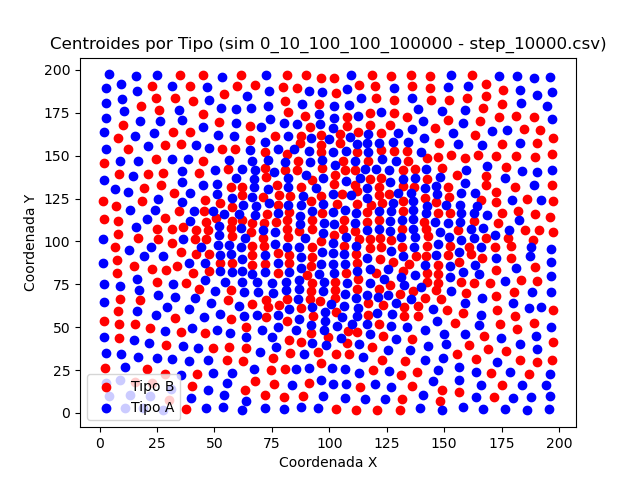 Centroides por Tipo (sim 0_10_100_100_100000 - step_10000.csv)
200
175
150
125
100
75
50
25
0
Coordenada Y
Tipo B
Tipo A
0 25 50 75 100 125 150 175 200
Coordenada X